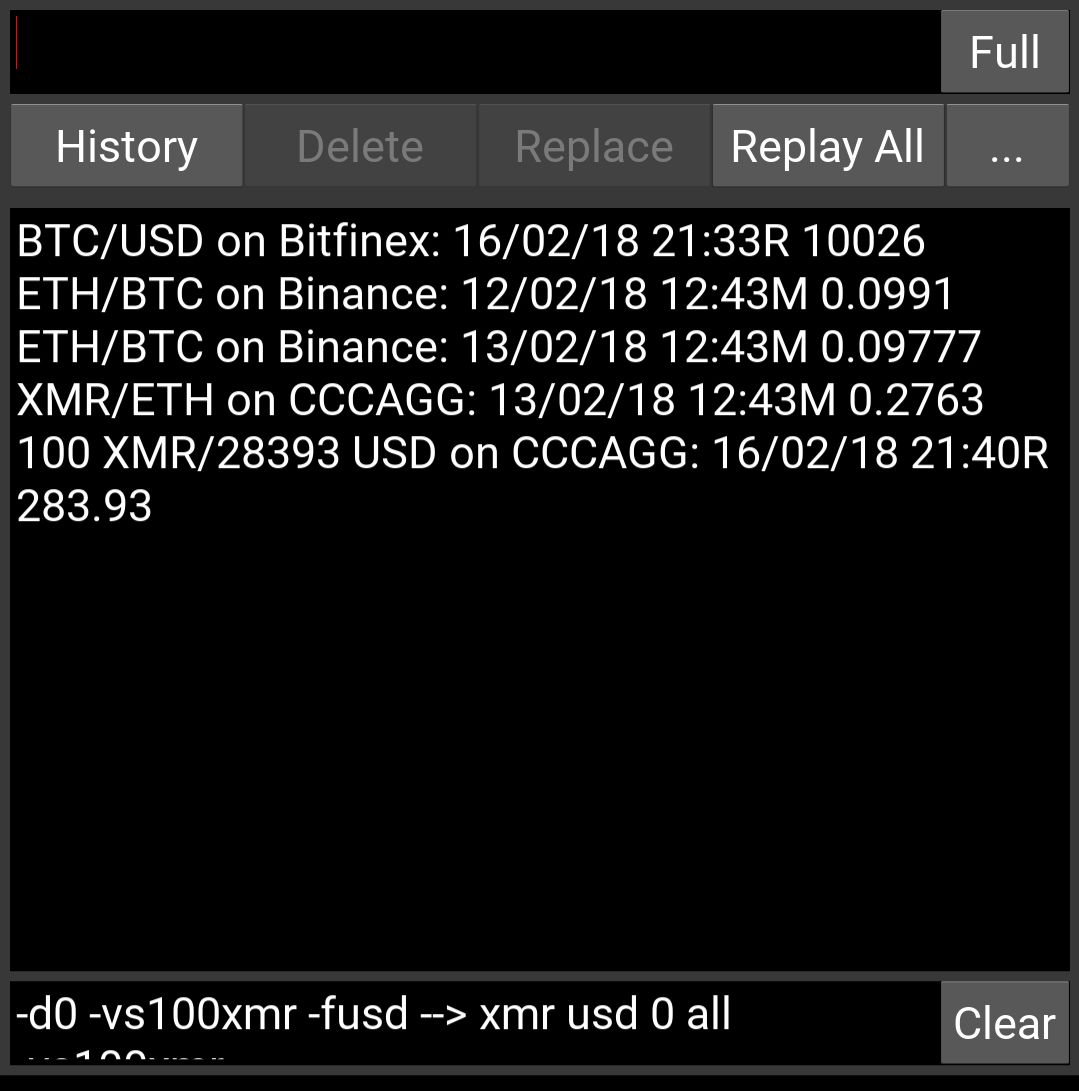 Full
History Delete Replace Replay All ...
BTC/USD on Bitfinex: 16/02/18 21:33R 10026
ETH/BTC on Binance: 12/02/18 12:43M 0.0991
ETH/BTC on Binance: 13/02/18 12:43M 0.09777
XMR/ETH on CCCAGG: 13/02/18 12:43M 0.2763
100 XMR/28393 USD on CCCAGG: 16/02/18 21:40R
283.93
-d0 -vs100xmr -fusd --> xmr usd 0 all
-vs100xmr
Clear